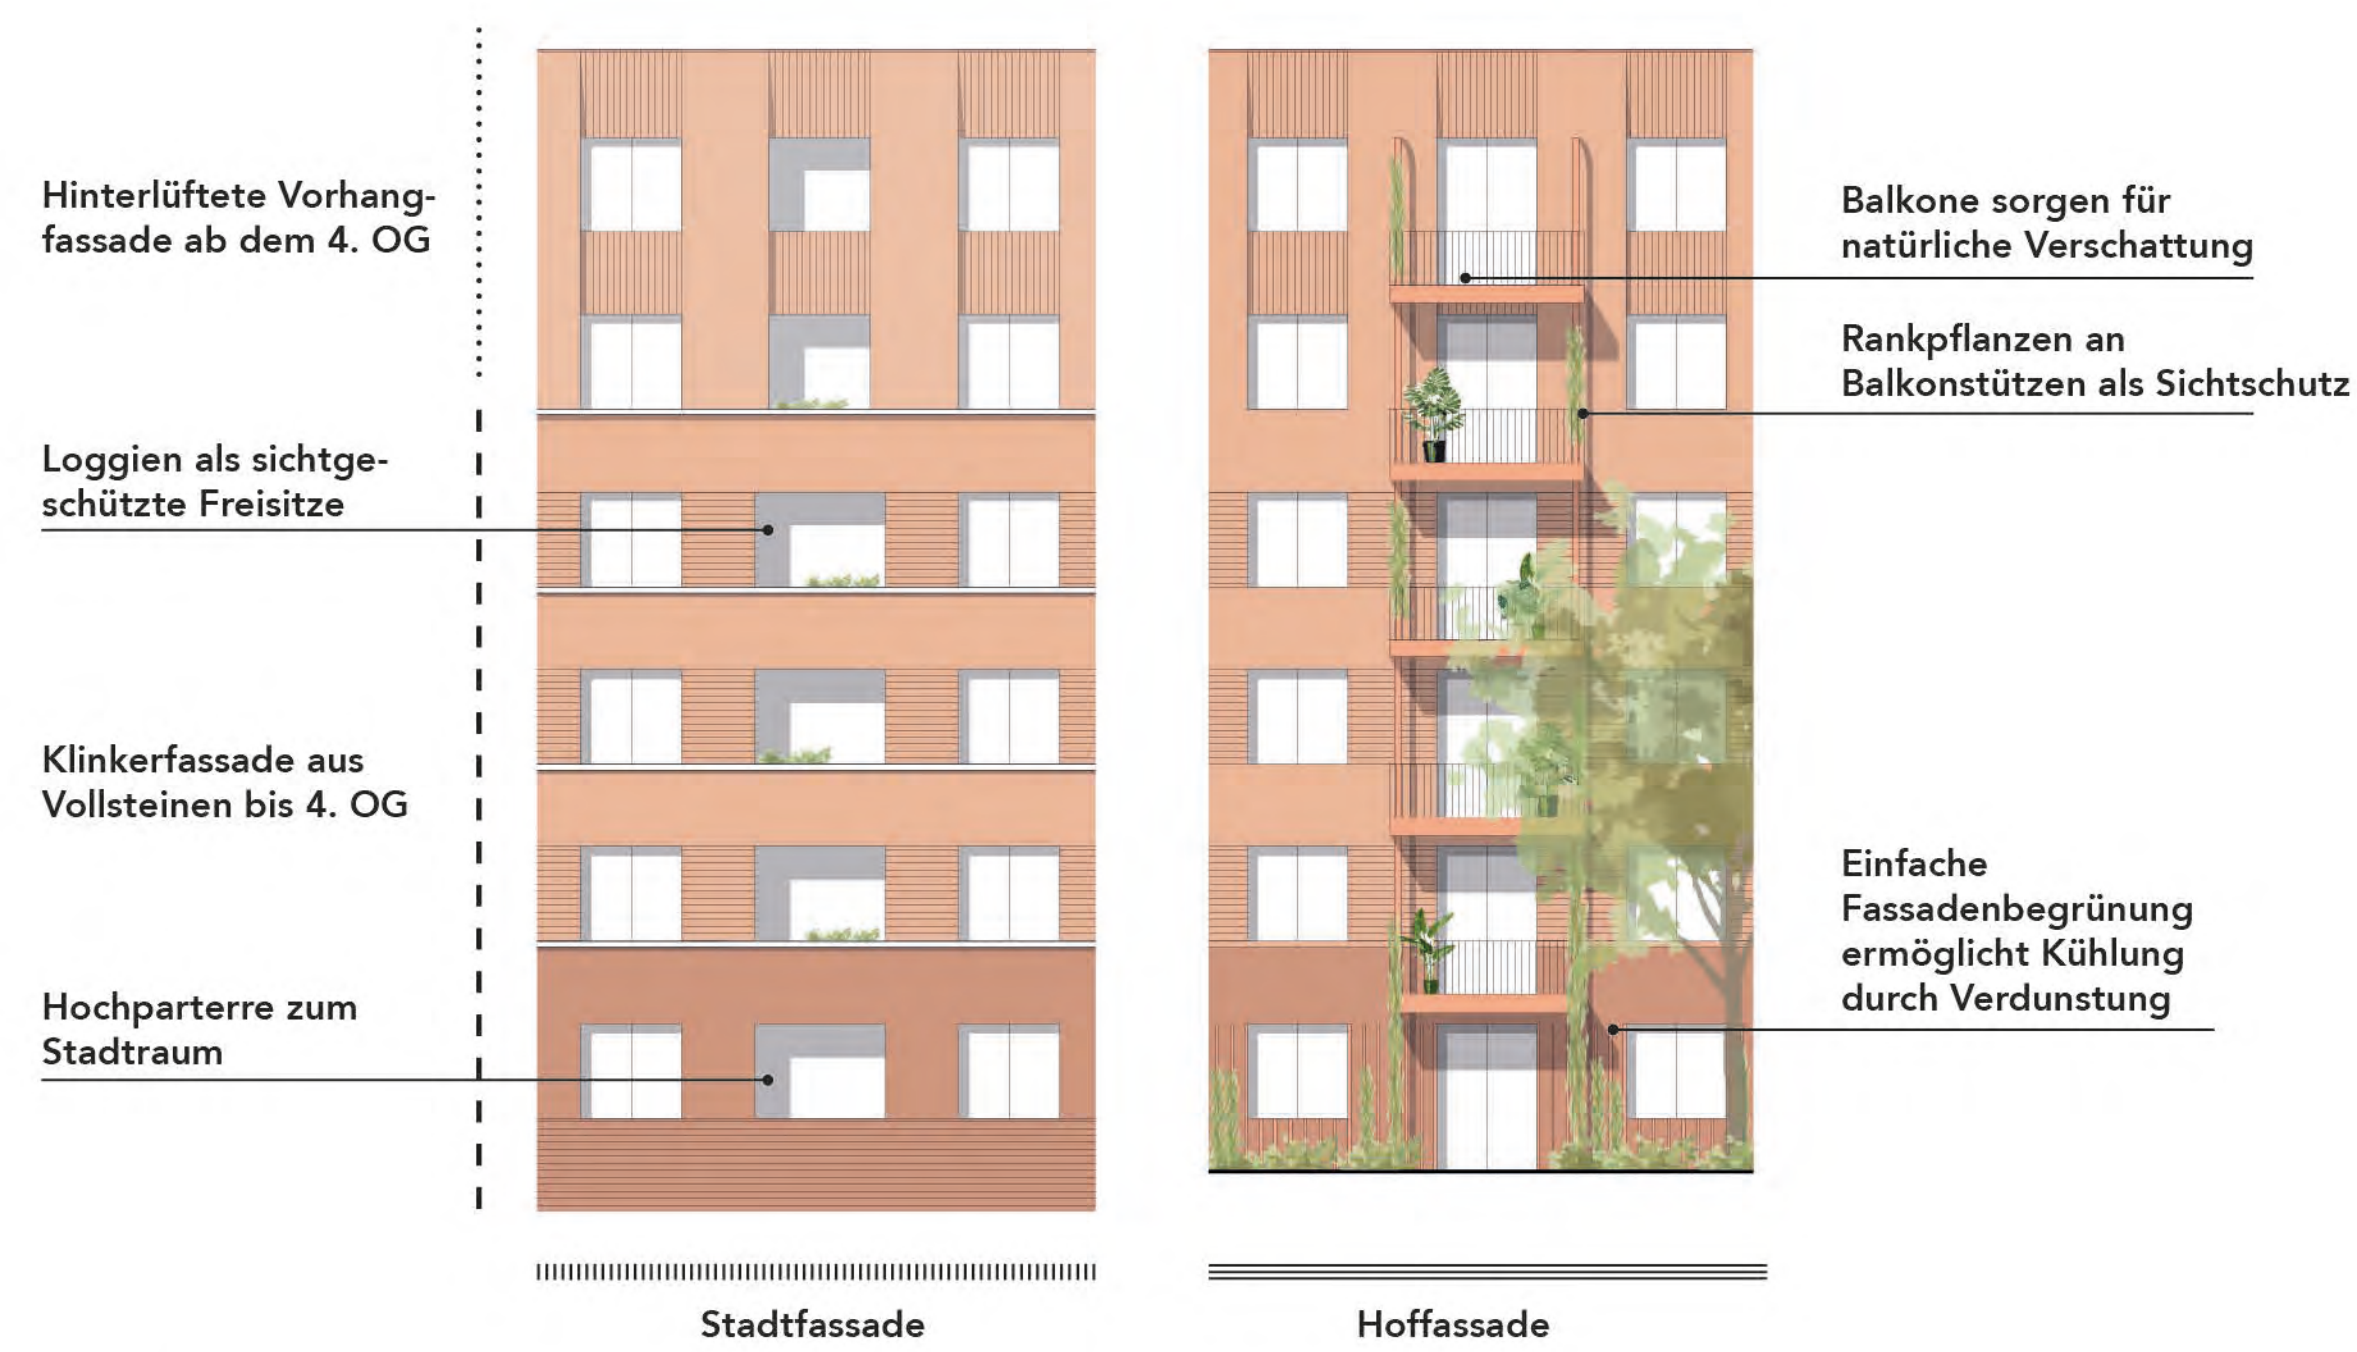 Hinterlüftete Vorhang-
fassade ab dem 4. OG
Loggien als sichtge-
schützte Freisitze
Klinkerfassade aus
Vollsteinen bis 4. OG
Hochparterre zum
Stadtraum
Balkone sorgen für
natürliche Verschattung
Rankpflanzen an
Balkonstützen als Sichtschutz
Einfache
Fassadenbegrünung
ermöglicht Kühlung
durch Verdunstung
Stadtfassade
Hoffassade